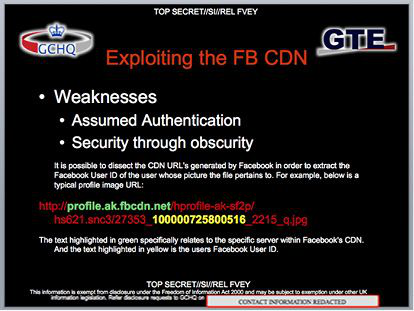 TOP SECRET//SI//REL FVEY
GCHQ
GTE
Exploiting the FB CDN
• Weaknesses
• Assumed Authentication
• Security through obscurity
It is possible to dissect the CDN URL's generated by Facebook in order to extract the
Facebook User ID of the user whose picture the file pertains to. For example, below is a
typical profile image URL:
http://profile.ak.fbcdn.net/hprofile-ak-sf2p/
hs621.snc3/27353_100000725800516_2215_q.jpg
The text highlighted in green specifically relates to the specific server within Facebook's CDN.
And the text highlighted in yellow is the users Facebook User ID.
TOP SECRET//SI//REL FVEY
This information is exempt from disclosure under the Freedom of Information Act 2000 and may be subject to exemption under other UK
information legislation. Refer disclosure requests to GCHQ on
CONTACT INFORMATION REDACTED